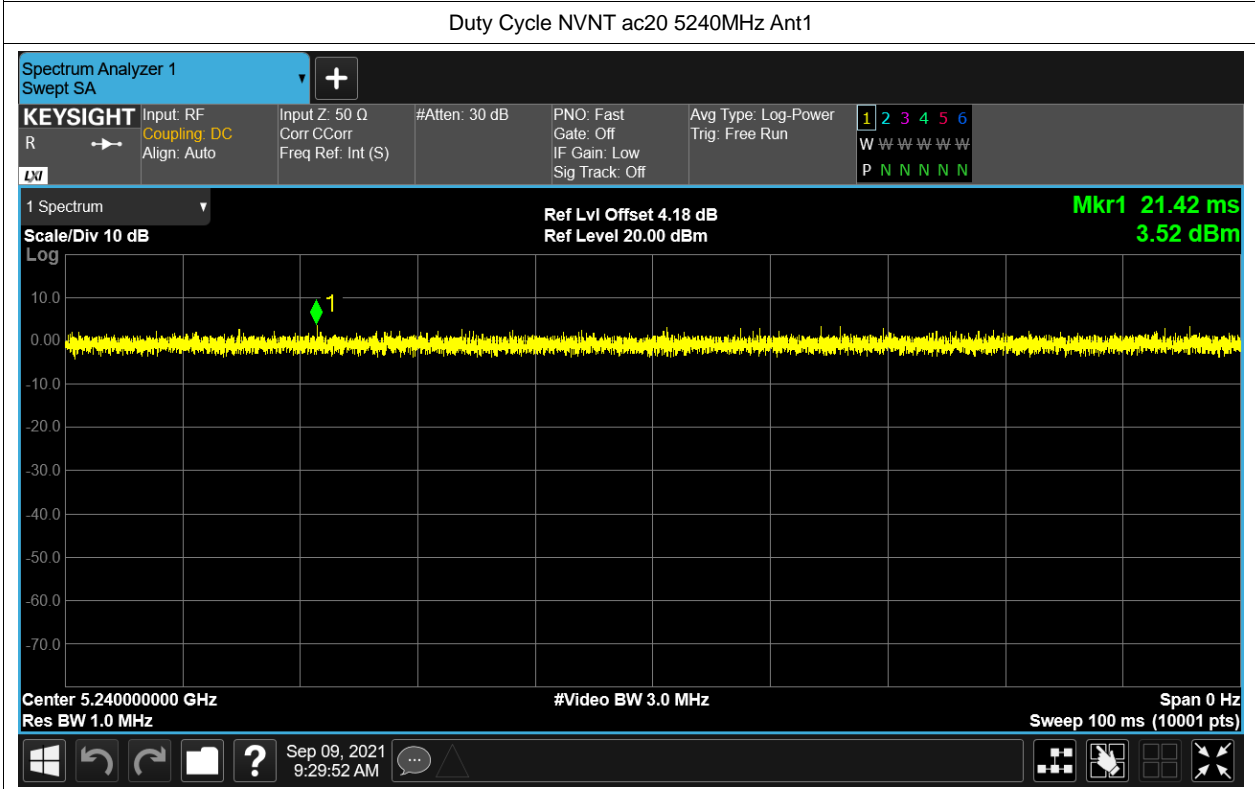 Duty Cycle NVNT ac20 5240MHz Ant1
Spectrum Analyzer 1
Swept SA
KEYSIGHT
R
LXI
Input: RF
Coupling: DC
Align: Auto
Input Z: 50 Ω
Corr CCorr
Freq Ref: Int (S)
#Atten: 30 dB
PNO: Fast
Gate: Off
IF Gain: Low
Sig Track: Off
Avg Type: Log-Power
Trig: Free Run
1 2 3 4 5 6
W W W W W W
P N N N N N
1 Spectrum
Scale/Div 10 dB
Ref Lvl Offset 4.18 dB
Ref Level 20.00 dBm
Mkr1 21.42 ms
3.52 dBm
Log
10.0
1
0.00
-10.0
-20.0
-30.0
-40.0
-50.0
-60.0
-70.0
Center 5.240000000 GHz
#Video BW 3.0 MHz
Span 0 Hz
Res BW 1.0 MHz
Sweep 100 ms (10001 pts)
?
Sep 09, 2021
9:29:52 AM